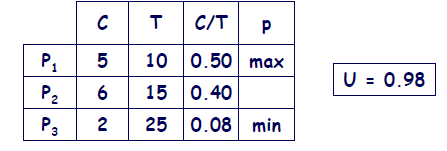 C T C/T p
P₁ 5 10 0.50 max
P₂ 6 15 0.40
P₃ 2 25 0.08 min
U = 0.98